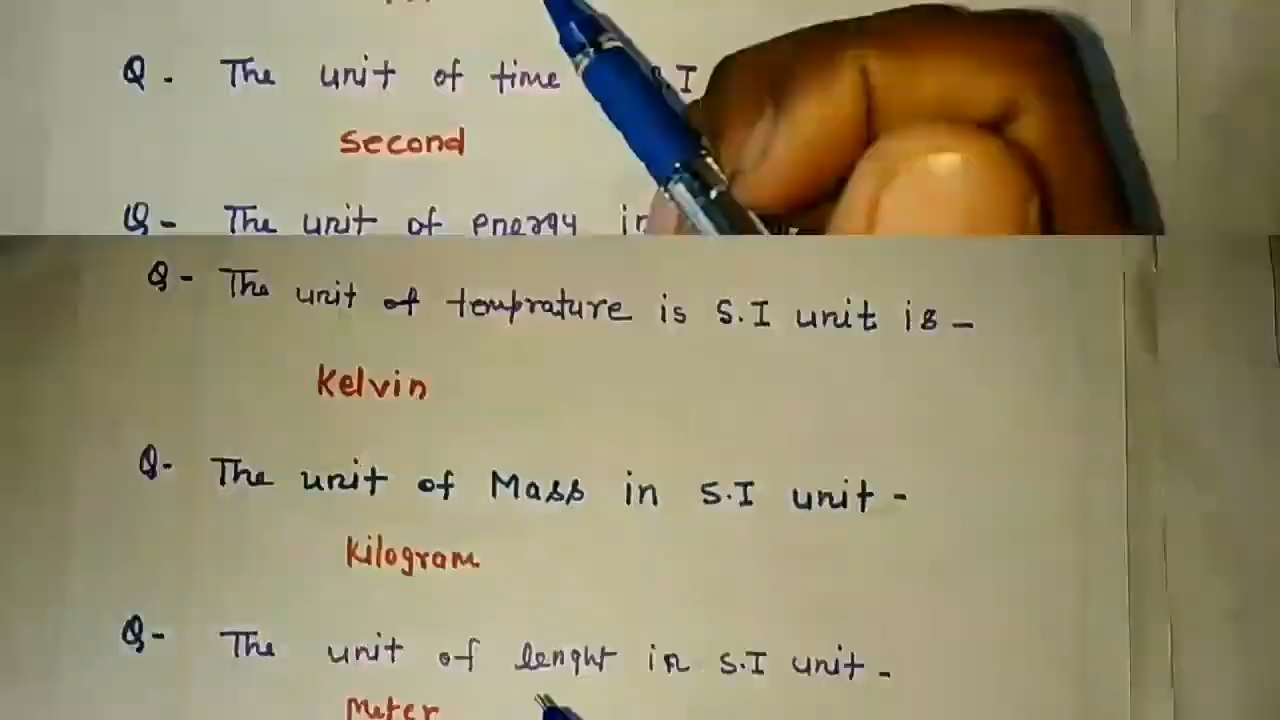 Q. The unit of time S.I
second
Q- The unit of energy in
Q- The unit of temprature is S.I unit is -
Kelvin
Q- The unit of Mass in S.I unit -
Kilogram
Q- The unit of lenght in S.I unit -
Meter